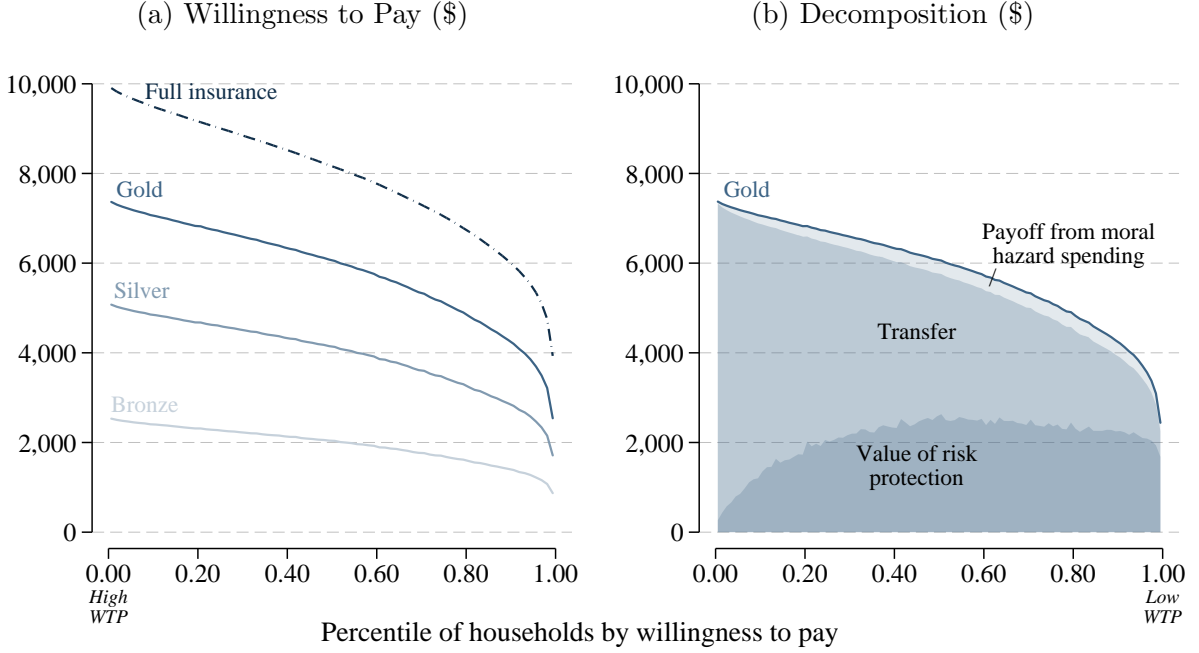 (a) Willingness to Pay ($)
10,000
8,000
6,000
4,000
2,000
0
Full insurance
Gold
Silver
Bronze
0.00
0.20
0.40
0.60
0.80
1.00
High
WTP
(b) Decomposition ($)
10,000
8,000
6,000
4,000
2,000
0
Gold
Payoff from moral
hazard spending
Transfer
Value of risk
protection
0.00
0.20
0.40
0.60
0.80
1.00
Low
WTP
Percentile of households by willingness to pay